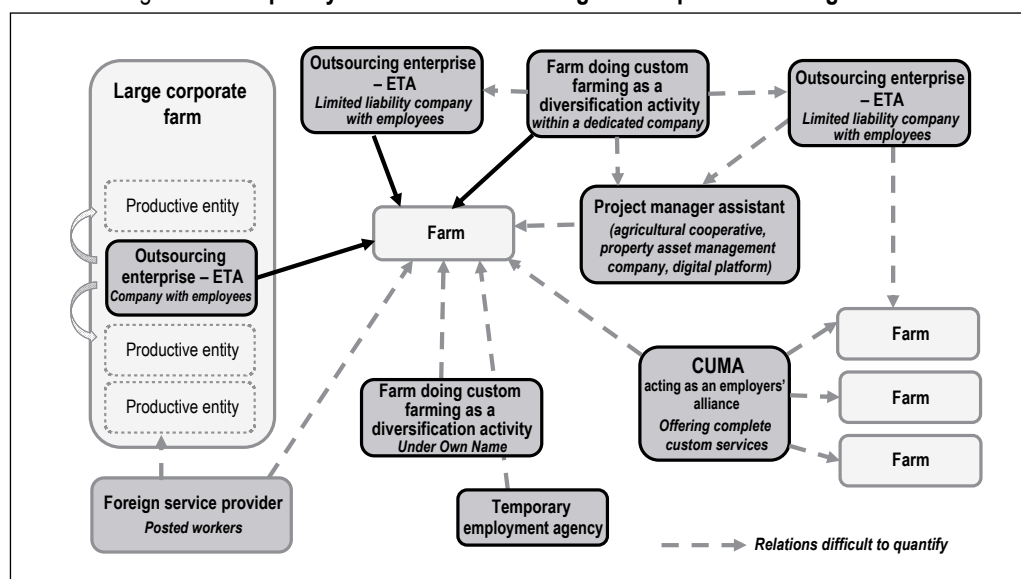 Large corporate
farm
Productive entity
Outsourcing
enterprise – ETA
Company with employees
Productive entity
Productive entity
Foreign service provider
Posted workers
Outsourcing enterprise
– ETA
Limited liability company
with employees
Farm doing custom
farming as a
diversification activity
within a dedicated company
Outsourcing enterprise
– ETA
Limited liability company
with employees
Farm
Project manager assistant
(agricultural cooperative,
property asset management
company, digital platform)
Farm doing custom
farming as a
diversification activity
Under Own Name
Temporary
employment agency
CUMA
acting as an employers'
alliance
Offering complete
custom services
Farm
Farm
Farm
Relations difficult to quantify